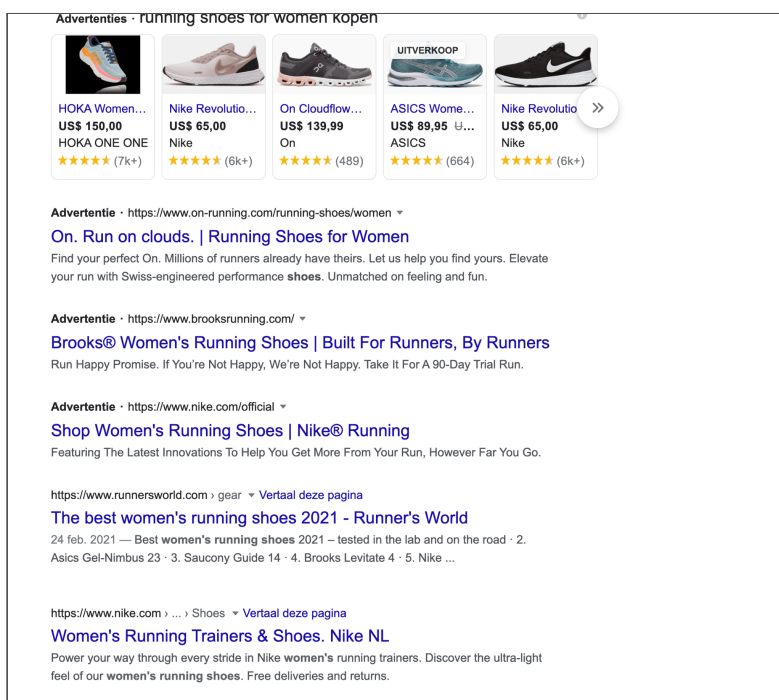 Advertenties · running shoes for women kopen
UITVERKOOP
HOKA Women... Nike Revolutio... On Cloudflow... ASICS Wome... Nike Revolutio
US$ 150,00 US$ 65,00 US$ 139,99 US$ 89,95 U... US$ 65,00
HOKA ONE ONE Nike On ASICS Nike
(7k+) (6k+) (489) (664) (6k+)
Advertentie · https://www.on-running.com/running-shoes/women
On. Run on clouds. | Running Shoes for Women
Find your perfect On. Millions of runners already have theirs. Let us help you find yours. Elevate
your run with Swiss-engineered performance shoes. Unmatched on feeling and fun.
Advertentie · https://www.brooksrunning.com/
Brooks® Women's Running Shoes | Built For Runners, By Runners
Run Happy Promise. If You're Not Happy, We're Not Happy. Take It For A 90-Day Trial Run.
Advertentie · https://www.nike.com/official
Shop Women's Running Shoes | Nike® Running
Featuring The Latest Innovations To Help You Get More From Your Run, However Far You Go.
https://www.runnersworld.com › gear Vertaal deze pagina
The best women's running shoes 2021 - Runner's World
24 feb. 2021 — Best women's running shoes 2021 – tested in the lab and on the road · 2.
Asics Gel-Nimbus 23 · 3. Saucony Guide 14 · 4. Brooks Levitate 4 · 5. Nike ...
https://www.nike.com › ... › Shoes Vertaal deze pagina
Women's Running Trainers & Shoes. Nike NL
Power your way through every stride in Nike women's running trainers. Discover the ultra-light
feel of our women's running shoes. Free deliveries and returns.